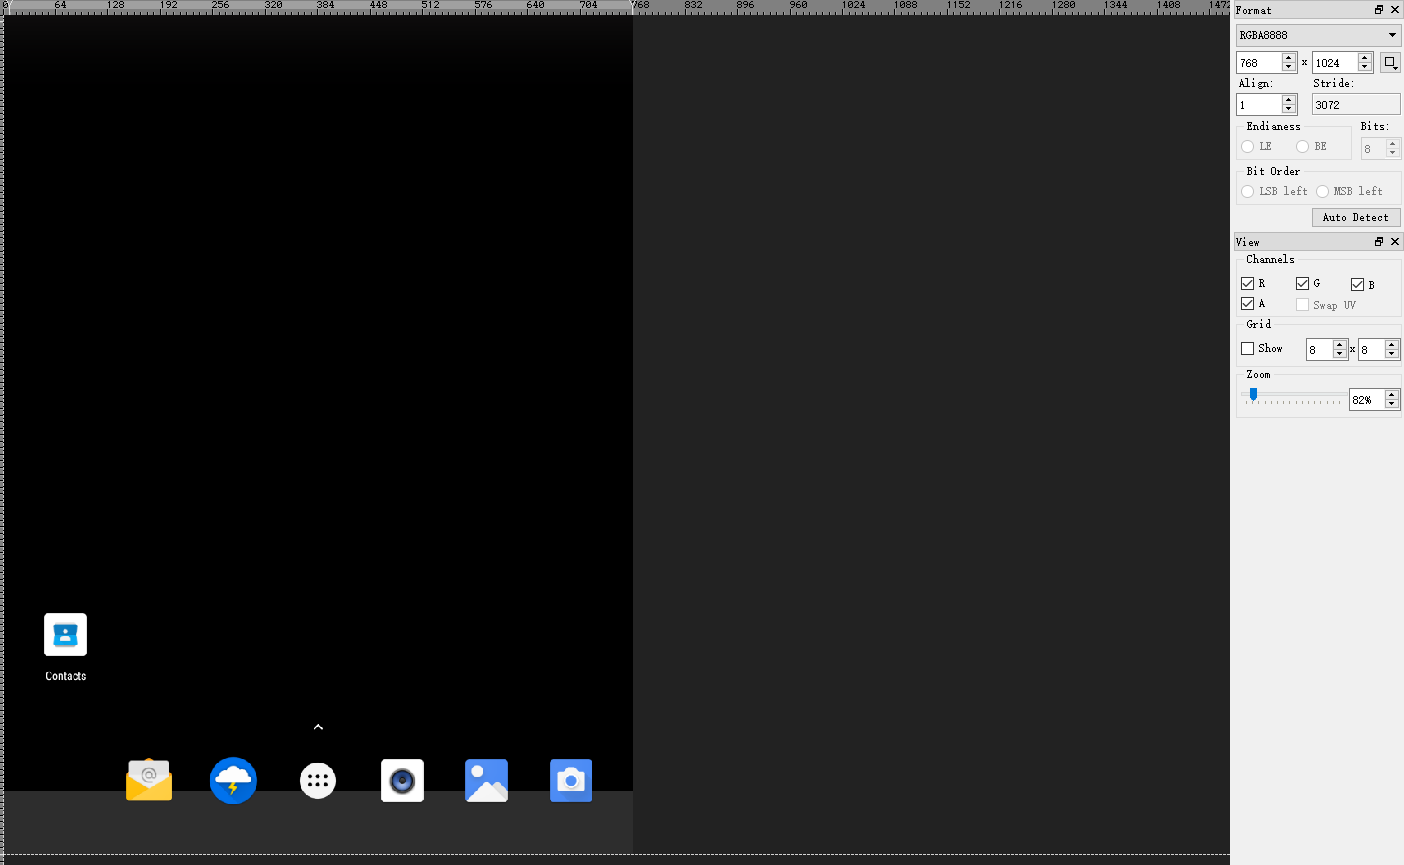 0 64 128 192 256 320 384 448 512 576 640 704 768 832 896 960 1024 1088 1152 1216 1280 1344 1408 1472
Format
RGBA8888
768 x 1024
Align: Stride:
1 3072
Endianess Bits:
LE BE 8
Bit Order
LSB left MSB left
Auto Detect
View
Channels
R G B
A Swap UV
Grid
Show 8 x 8
Zoom
82%
Contacts
@